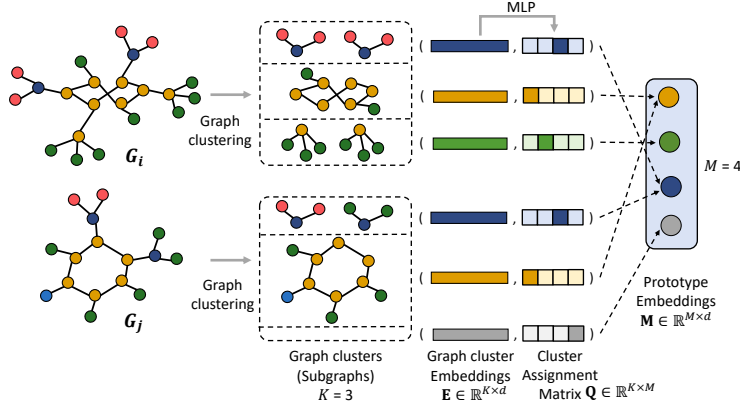 MLP
( , )
( , )
( , )
Graph
clustering
G_i
M = 4
( , )
( , )
( , )
Graph
clustering
G_j
Prototype
Embeddings
M ∈ ℝ^{M×d}
Graph clusters
(Subgraphs)
K = 3
Graph cluster
Embeddings
E ∈ ℝ^{K×d}
Cluster
Assignment
Matrix Q ∈ ℝ^{K×M}